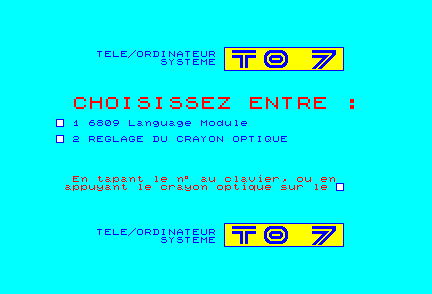 TELE/ORDINATEUR
SYSTEME
TO 7
CHOISISSEZ ENTRE :
1 6809 Language Module
2 REGLAGE DU CRAYON OPTIQUE
En tapant le n° au clavier, ou en
appuyant le crayon optique sur le
TELE/ORDINATEUR
SYSTEME
TO 7